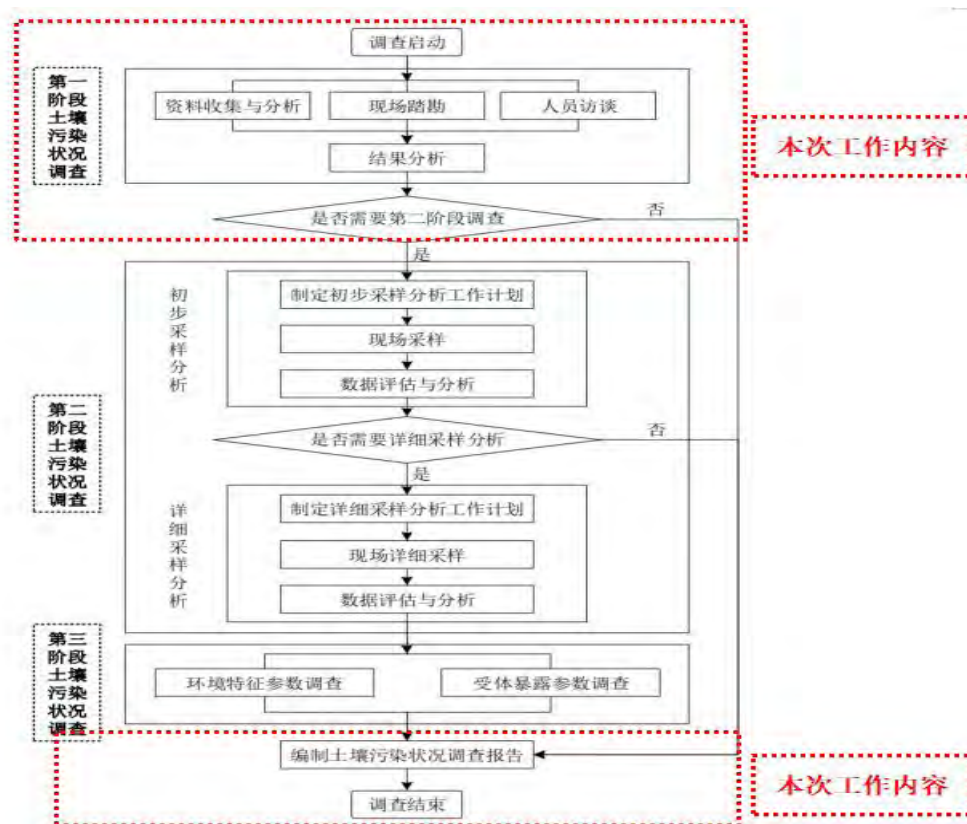 调查启动
第一
阶段
土壤
污染
状况
调查
资料收集与分析
现场踏勘
人员访谈
结果分析
本次工作内容
是否需要第二阶段调查
否
是
初步采样分析
制定初步采样分析工作计划
现场采样
数据评估与分析
第二
阶段
土壤
污染
状况
调查
是否需要详细采样分析
否
是
详细采样分析
制定详细采样分析工作计划
现场详细采样
数据评估与分析
第三
阶段
土壤
污染
状况
调查
环境特征参数调查
受体暴露参数调查
编制土壤污染状况调查报告
本次工作内容
调查结束